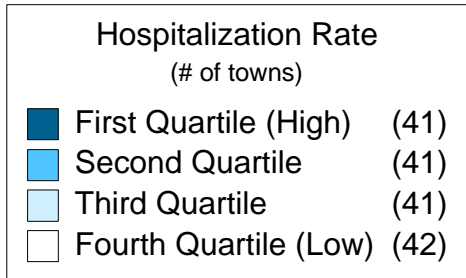 Hospitalization Rate
(# of towns)
First Quartile (High) (41)
Second Quartile (41)
Third Quartile (41)
Fourth Quartile (Low) (42)